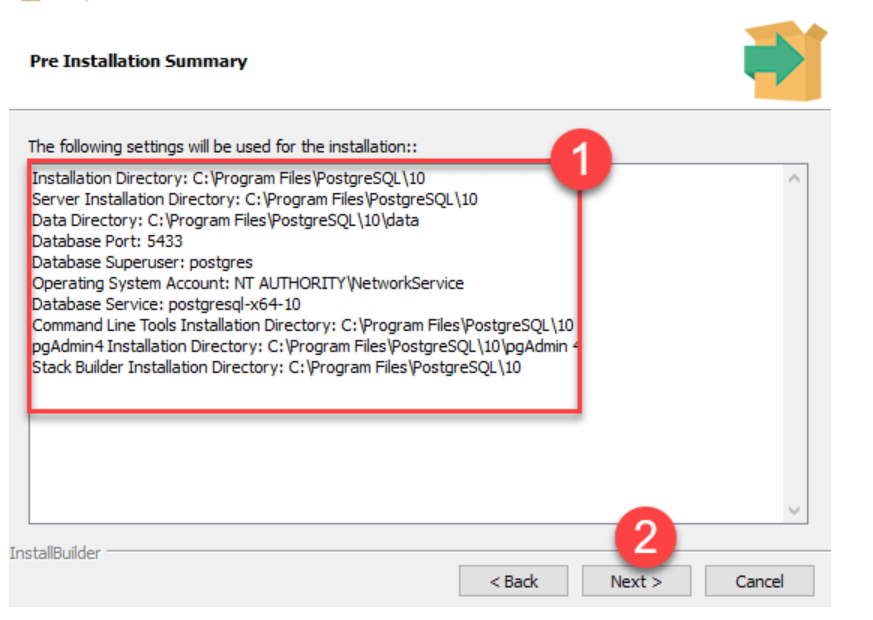 Pre Installation Summary
The following settings will be used for the installation::
1
Installation Directory: C:\Program Files\PostgreSQL\10
Server Installation Directory: C:\Program Files\PostgreSQL\10
Data Directory: C:\Program Files\PostgreSQL\10\data
Database Port: 5433
Database Superuser: postgres
Operating System Account: NT AUTHORITY\NetworkService
Database Service: postgresql-x64-10
Command Line Tools Installation Directory: C:\Program Files\PostgreSQL\10
pgAdmin4 Installation Directory: C:\Program Files\PostgreSQL\10\pgAdmin 4
Stack Builder Installation Directory: C:\Program Files\PostgreSQL\10
2
InstallBuilder
< Back Next > Cancel